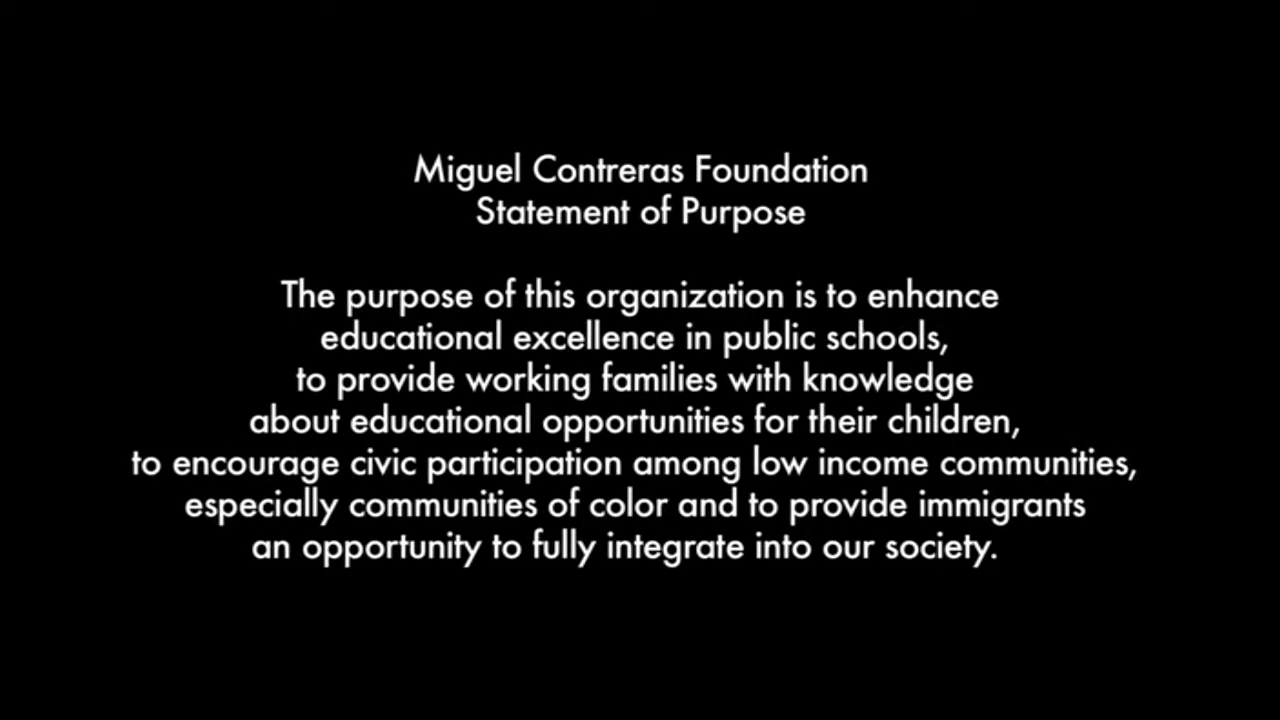 Miguel Contreras Foundation
Statement of Purpose
The purpose of this organization is to enhance
educational excellence in public schools,
to provide working families with knowledge
about educational opportunities for their children,
to encourage civic participation among low income communities,
especially communities of color and to provide immigrants
an opportunity to fully integrate into our society.